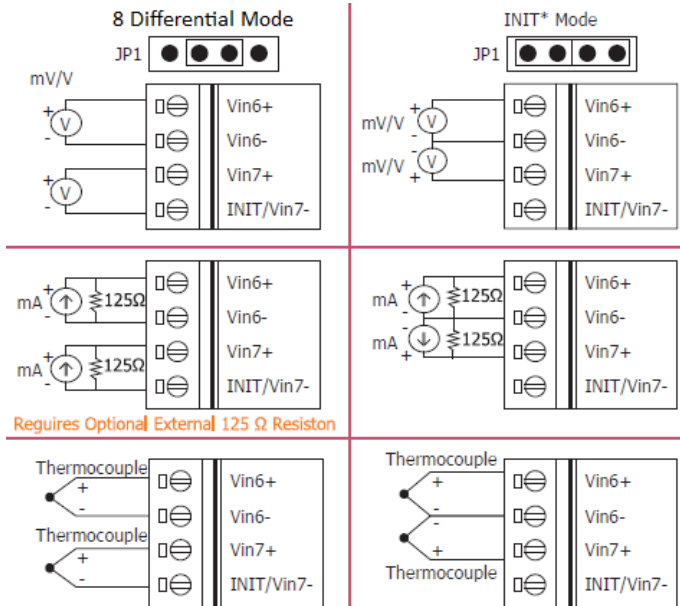 8 Differential Mode
JP1
mV/V
+
V
-
+
V
-
Vin6+
Vin6-
Vin7+
INIT/Vin7-
INIT* Mode
JP1
mV/V
+
V
-
mV/V
-
V
+
Vin6+
Vin6-
Vin7+
INIT/Vin7-
mA
+
-
125Ω
mA
+
-
125Ω
Vin6+
Vin6-
Vin7+
INIT/Vin7-
Reguires Optional External 125 Ω Resiston
mA
+
-
125Ω
mA
-
+
125Ω
Vin6+
Vin6-
Vin7+
INIT/Vin7-
Thermocouple
+
-
Thermocouple
+
-
Vin6+
Vin6-
Vin7+
INIT/Vin7-
Thermocouple
+
-
-
+
Thermocouple
Vin6+
Vin6-
Vin7+
INIT/Vin7-